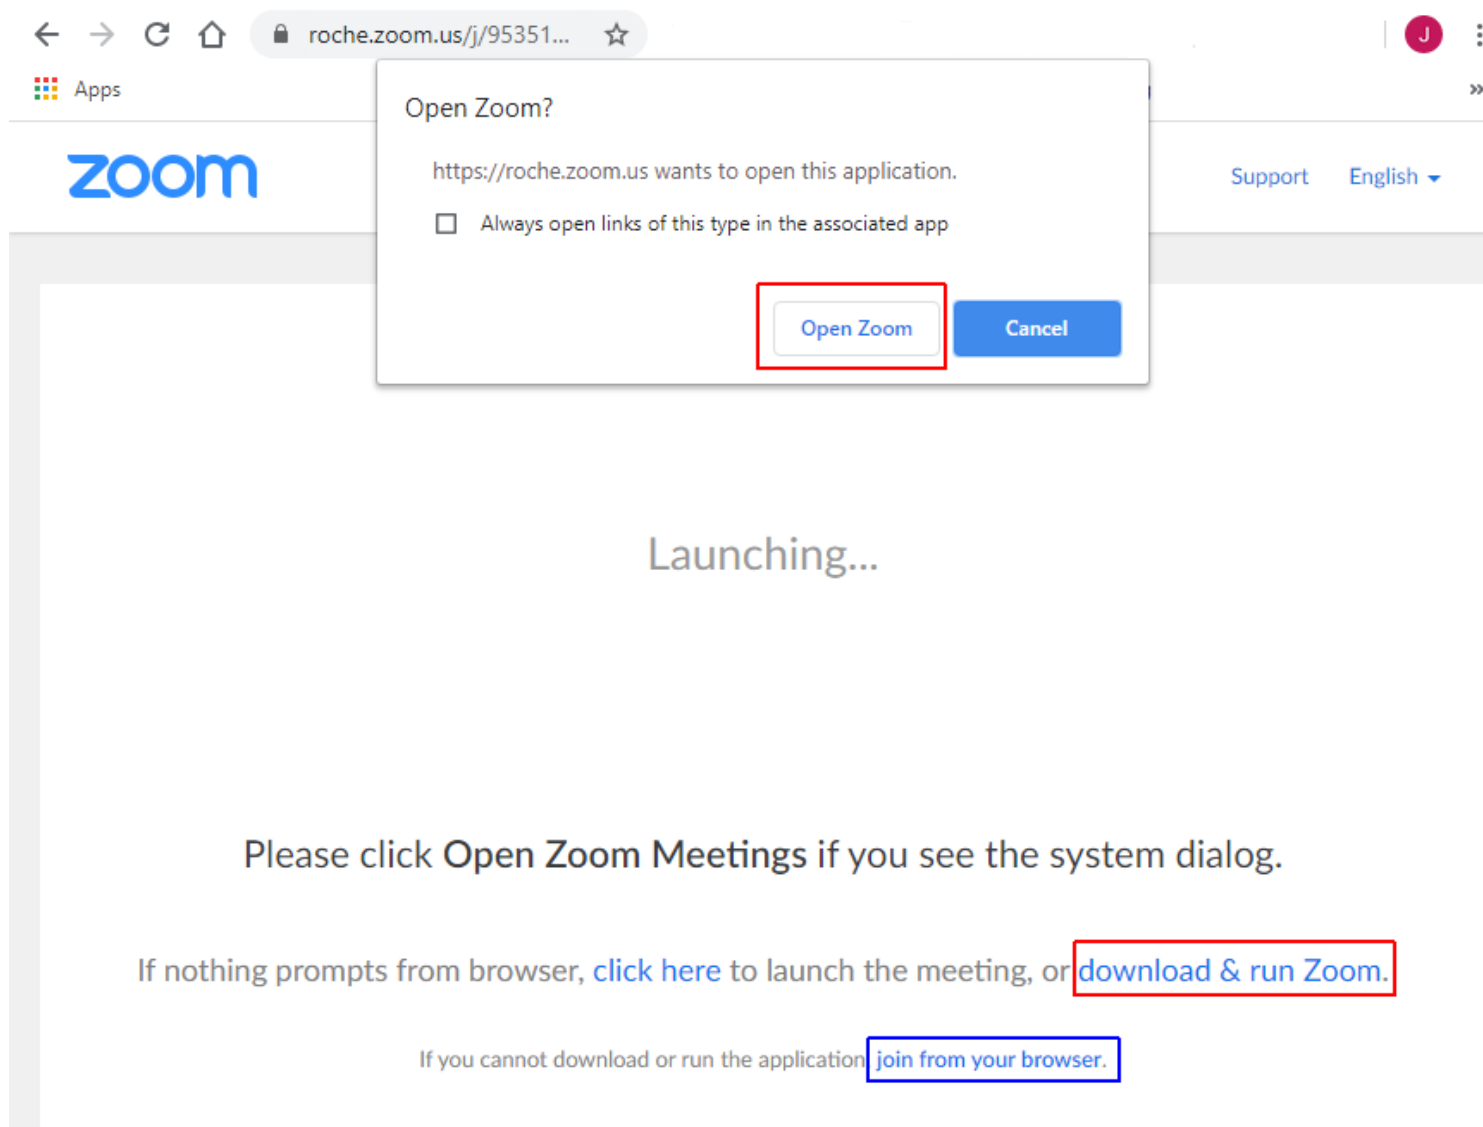 roche.zoom.us/j/95351...
J
Apps
»
Open Zoom?
https://roche.zoom.us wants to open this application.
Always open links of this type in the associated app
Open Zoom
Cancel
zoom
Support
English
Launching...
Please click Open Zoom Meetings if you see the system dialog.
If nothing prompts from browser, click here to launch the meeting, or download & run Zoom.
If you cannot download or run the application join from your browser.